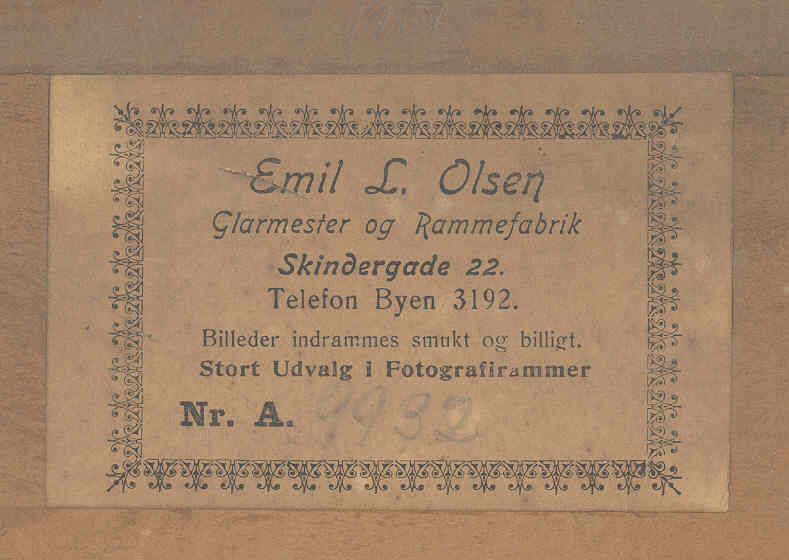 Emil L. Olsen
Glarmester og Rammefabrik
Skindergade 22.
Telefon Byen 3192.
Billeder indrammes smukt og billigt.
Stort Udvalg i Fotografirammer
Nr. A. 9932